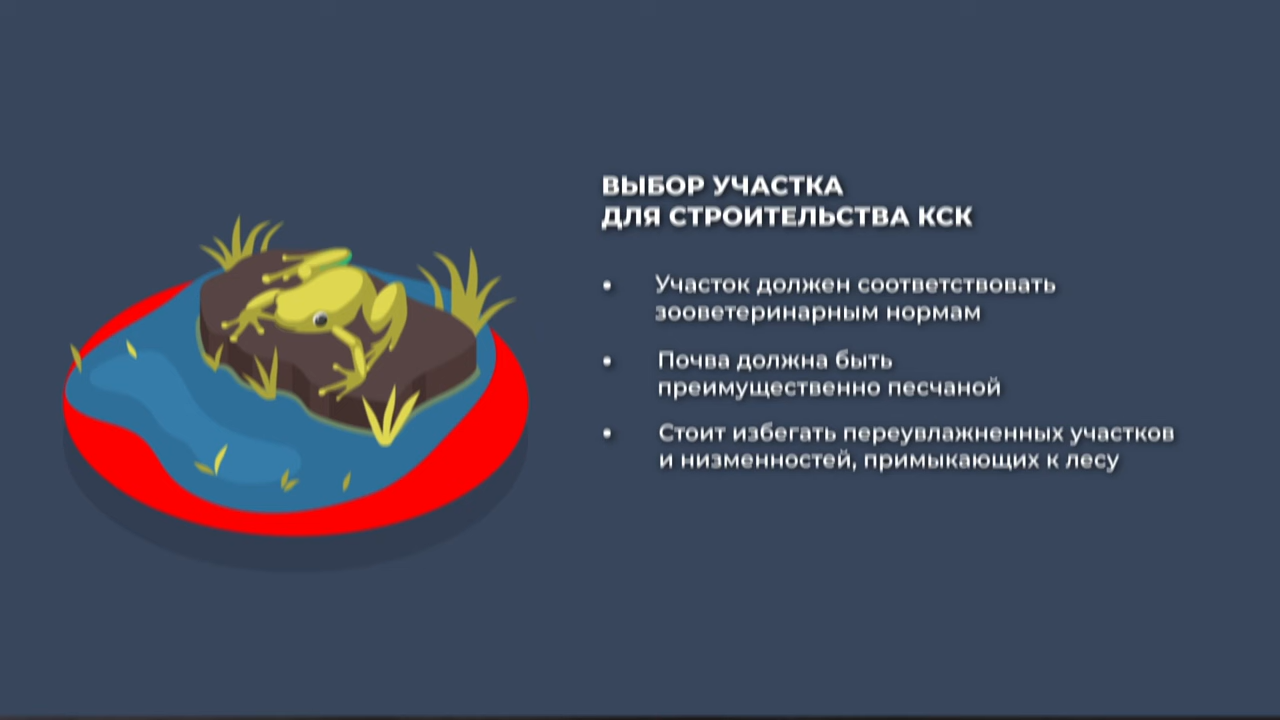 ВЫБОР УЧАСТКА
ДЛЯ СТРОИТЕЛЬСТВА КСК
• Участок должен соответствовать
зооветеринарным нормам
• Почва должна быть
преимущественно песчаной
• Стоит избегать переувлажненных участков
и низменностей, примыкающих к лесу